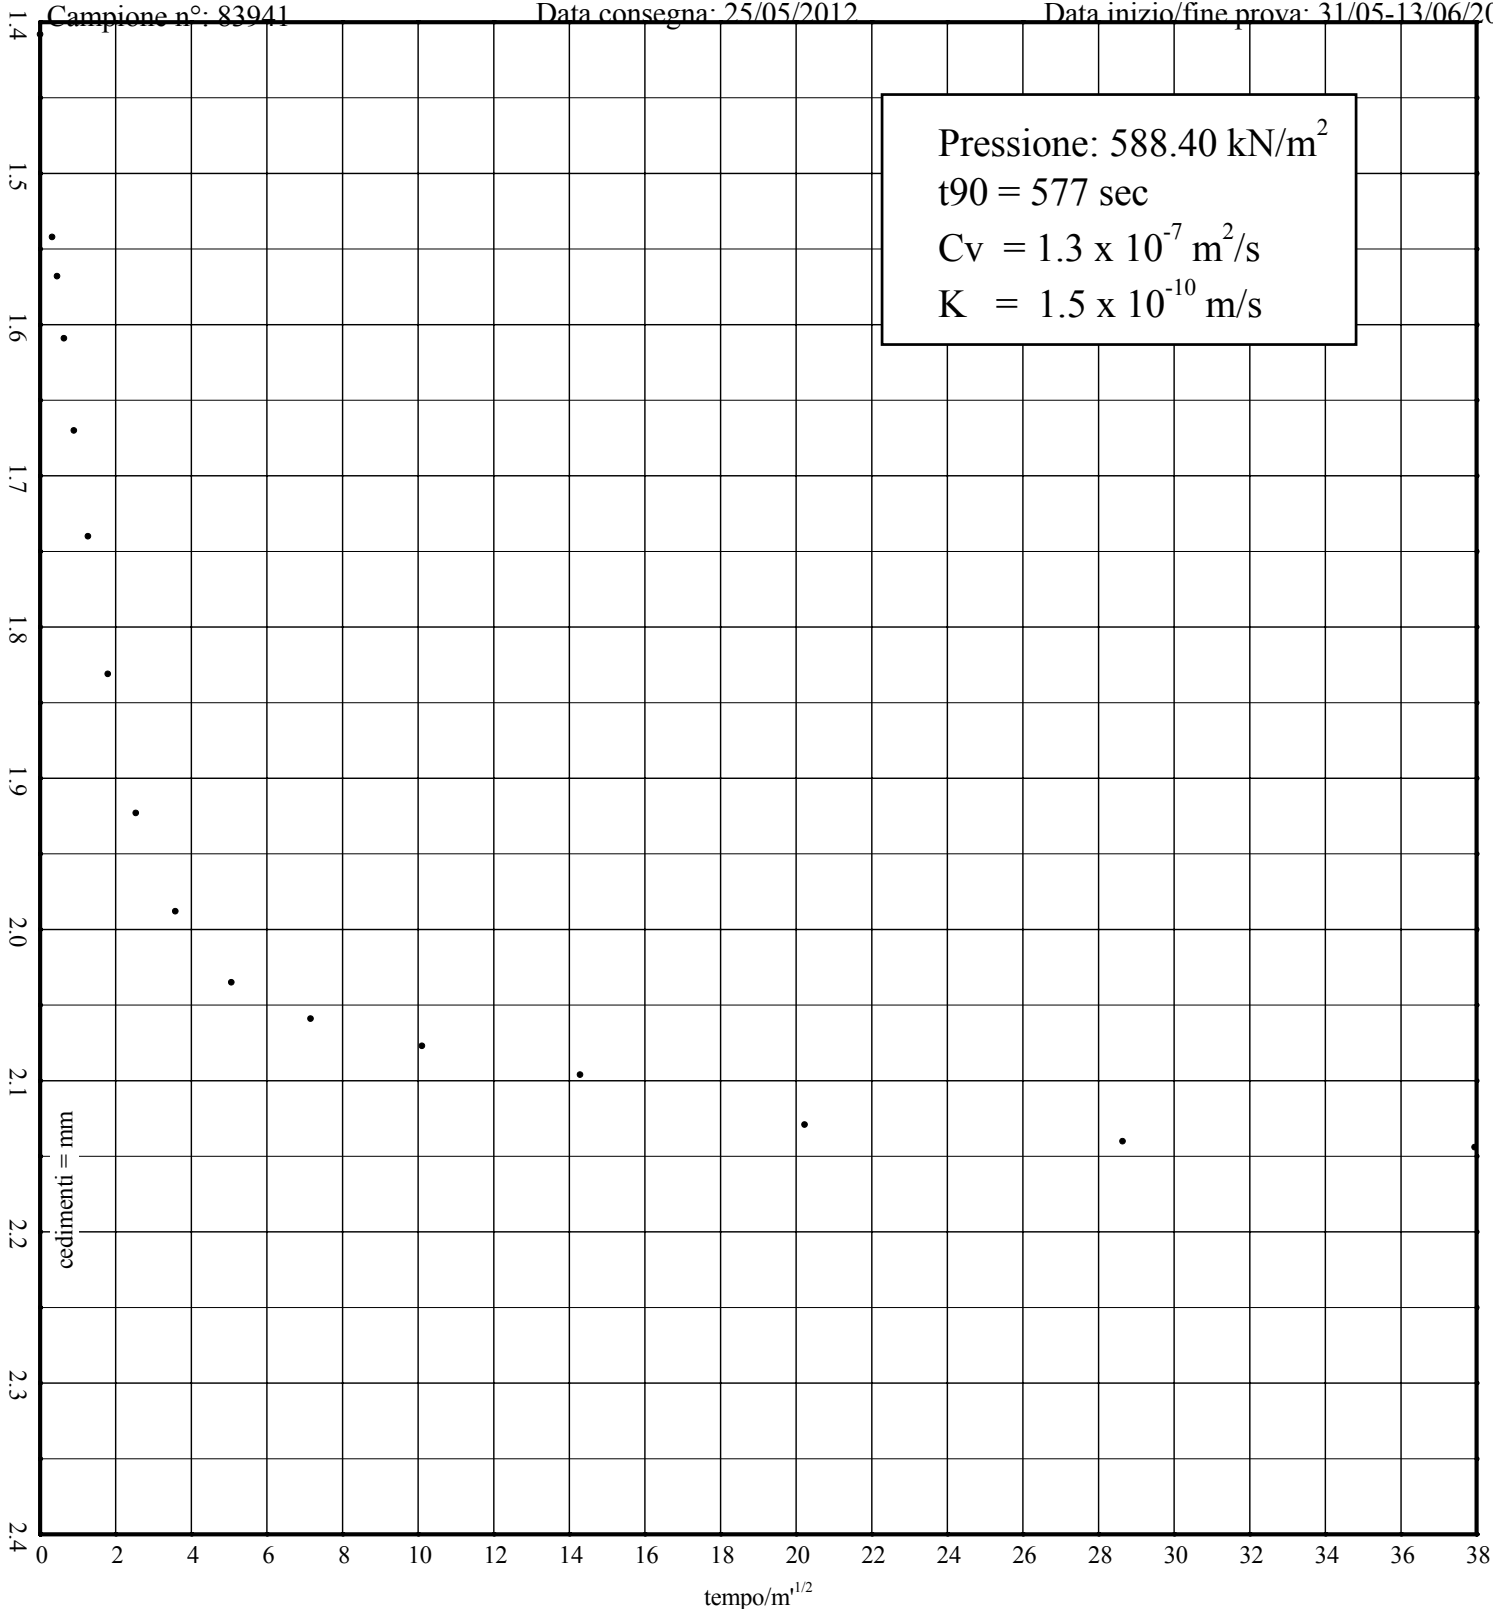 Campione n°: 83941 Data consegna: 25/05/2012 Data inizio/fine prova: 31/05-13/06/20
Pressione: 588.40 kN/m²
t90 = 577 sec
Cv = 1.3 x 10⁻⁷ m²/s
K = 1.5 x 10⁻¹⁰ m/s
1.4
1.5
1.6
1.7
1.8
1.9
2.0
2.1
2.2
2.3
2.4
cedimenti = mm
0 2 4 6 8 10 12 14 16 18 20 22 24 26 28 30 32 34 36 38
tempo/m'¹ᐟ²